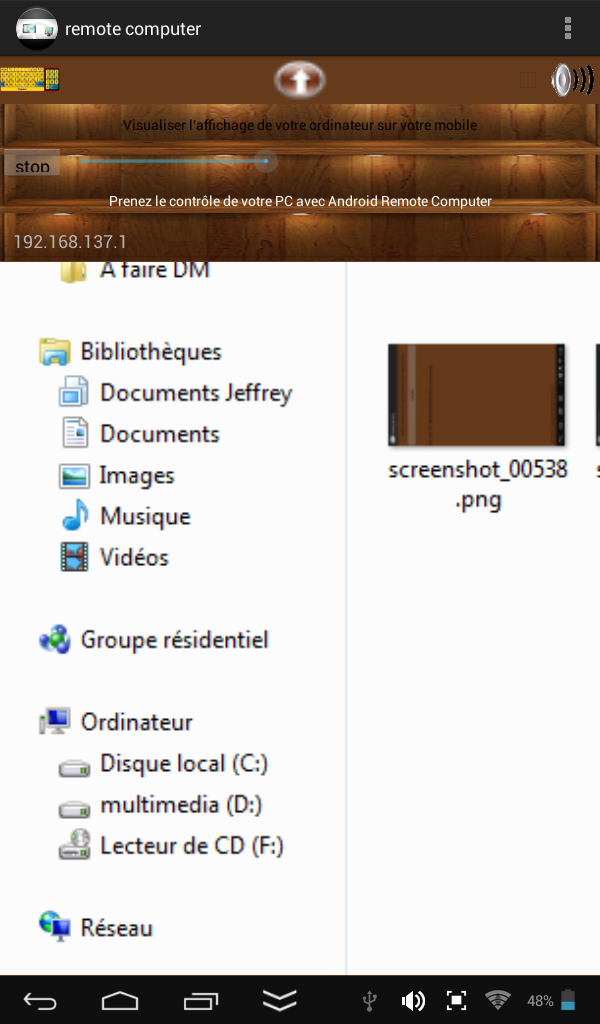 remote computer
Visualiser l'affichage de votre ordinateur sur votre mobile
stop
Prenez le contrôle de votre PC avec Android Remote Computer
192.168.137.1
A faire DM
Bibliothèques
Documents Jeffrey
Documents
Images
Musique
Vidéos
screenshot_00538
.png
Groupe résidentiel
Ordinateur
Disque local (C:)
multimedia (D:)
Lecteur de CD (F:)
Réseau
48%